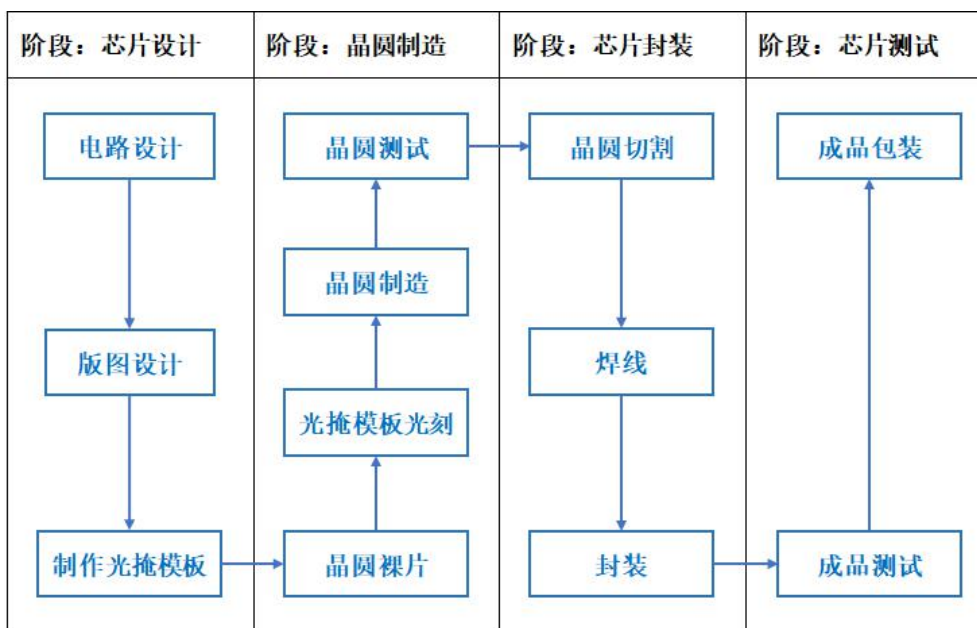 阶段：芯片设计
阶段：晶圆制造
阶段：芯片封装
阶段：芯片测试
电路设计
版图设计
制作光掩模板
晶圆测试
晶圆制造
光掩模板光刻
晶圆裸片
晶圆切割
焊线
封装
成品包装
成品测试